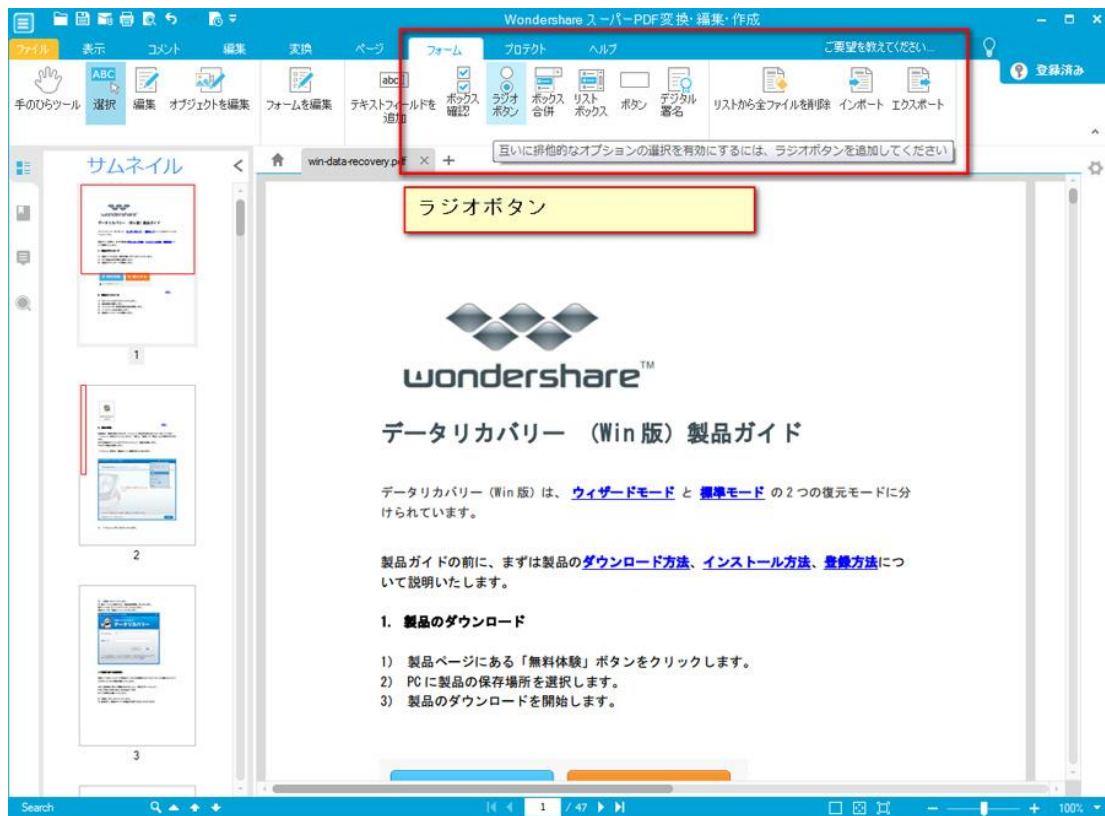 Wondershare スーパーPDF変換・編集・作成
ファイル 表示 コメント 編集 変換 ページ フォーム プロテクト ヘルプ ご要望を教えてください...
登録済み
手のひらツール 選択 編集 オブジェクトを編集 フォームを編集 テキストフィールドを追加 ボックス確認 ラジオボタン ボックス合併 リストボックス ボタン デジタル署名 リストから全ファイルを削除 インポート エクスポート
互いに排他的なオプションの選択を有効にするには、ラジオボタンを追加してください
サムネイル
win-data-recovery.pdf
ラジオボタン
wondershare™
データリカバリー (Win版) 製品ガイド
データリカバリー (Win版) は、 ウィザードモード と 標準モード の2つの復元モードに分
けられています。
製品ガイドの前に、まずは製品のダウンロード方法、インストール方法、登録方法につ
いて説明いたします。
1. 製品のダウンロード
1) 製品ページにある「無料体験」ボタンをクリックします。
2) PCに製品の保存場所を選択します。
3) 製品のダウンロードを開始します。
1
2
3
Search
1 / 47
100%